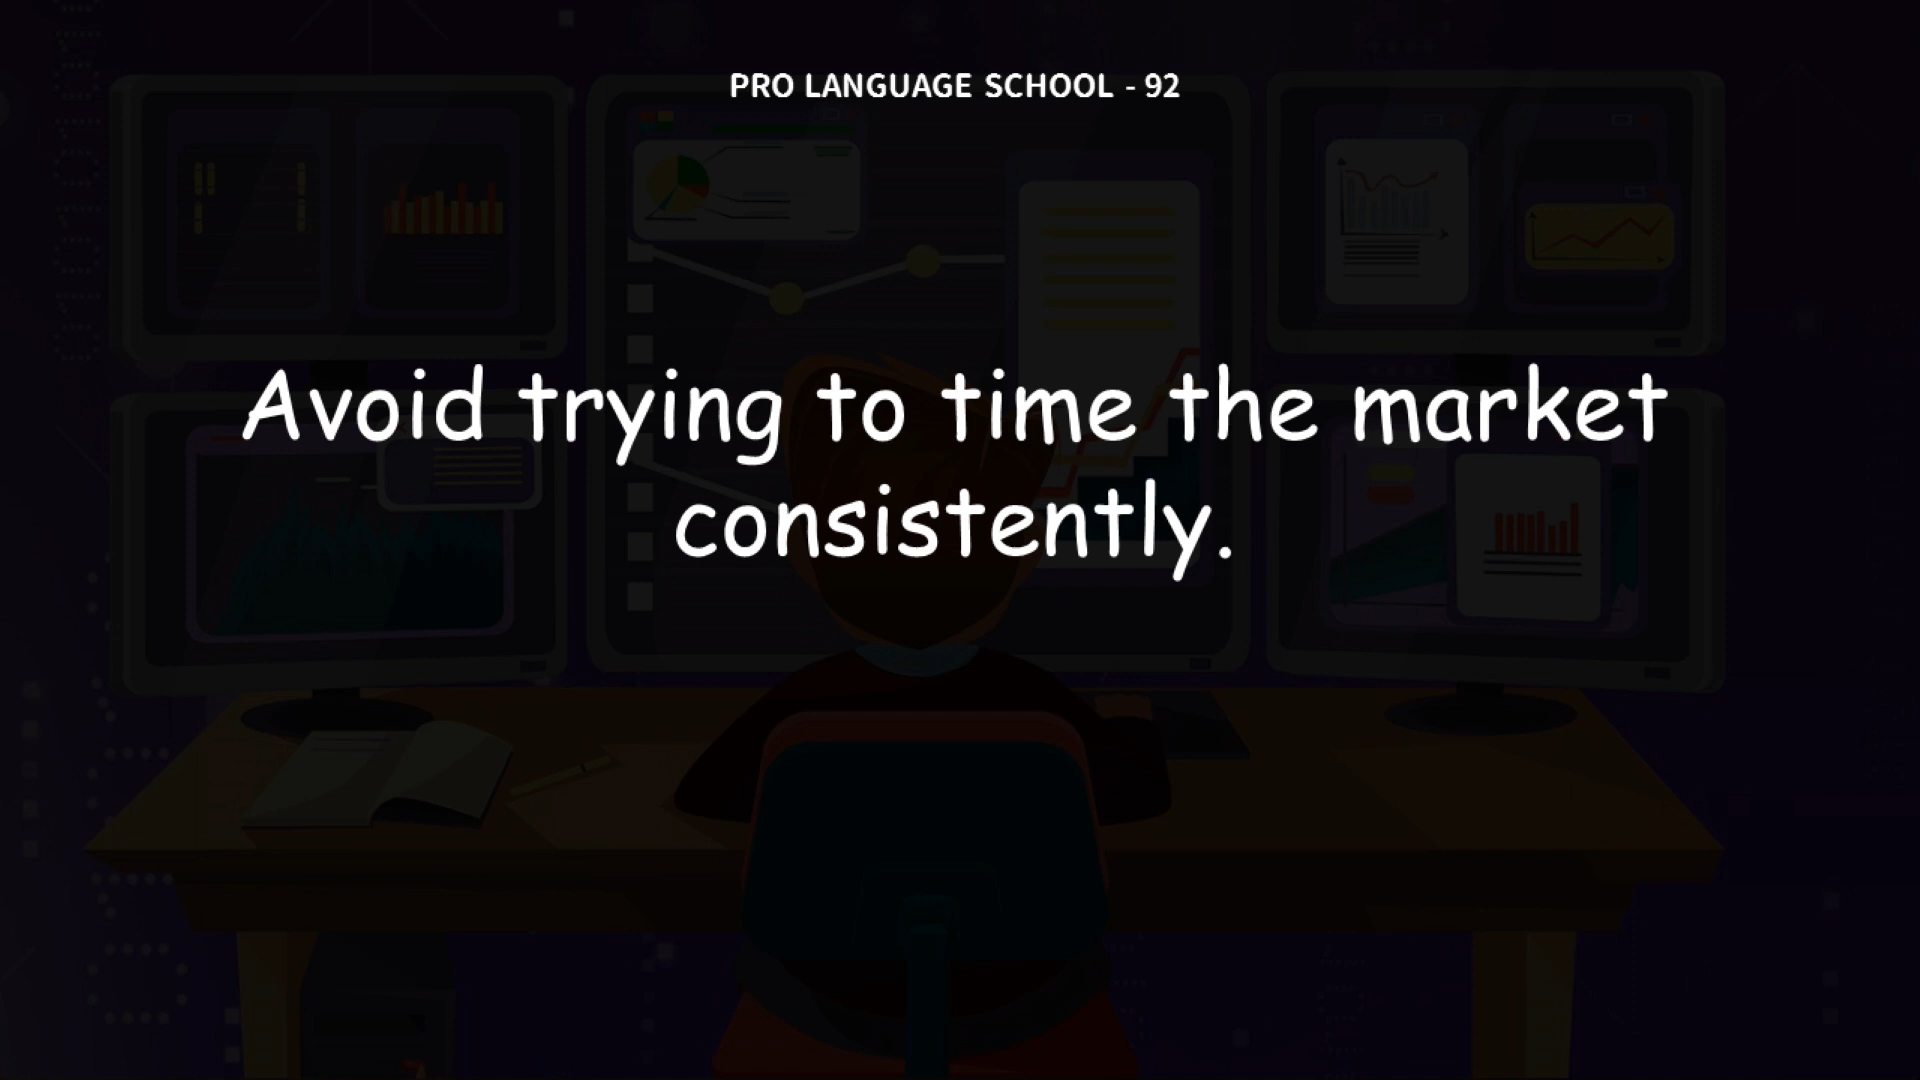 PRO LANGUAGE SCHOOL - 92
Avoid trying to time the market
consistently.